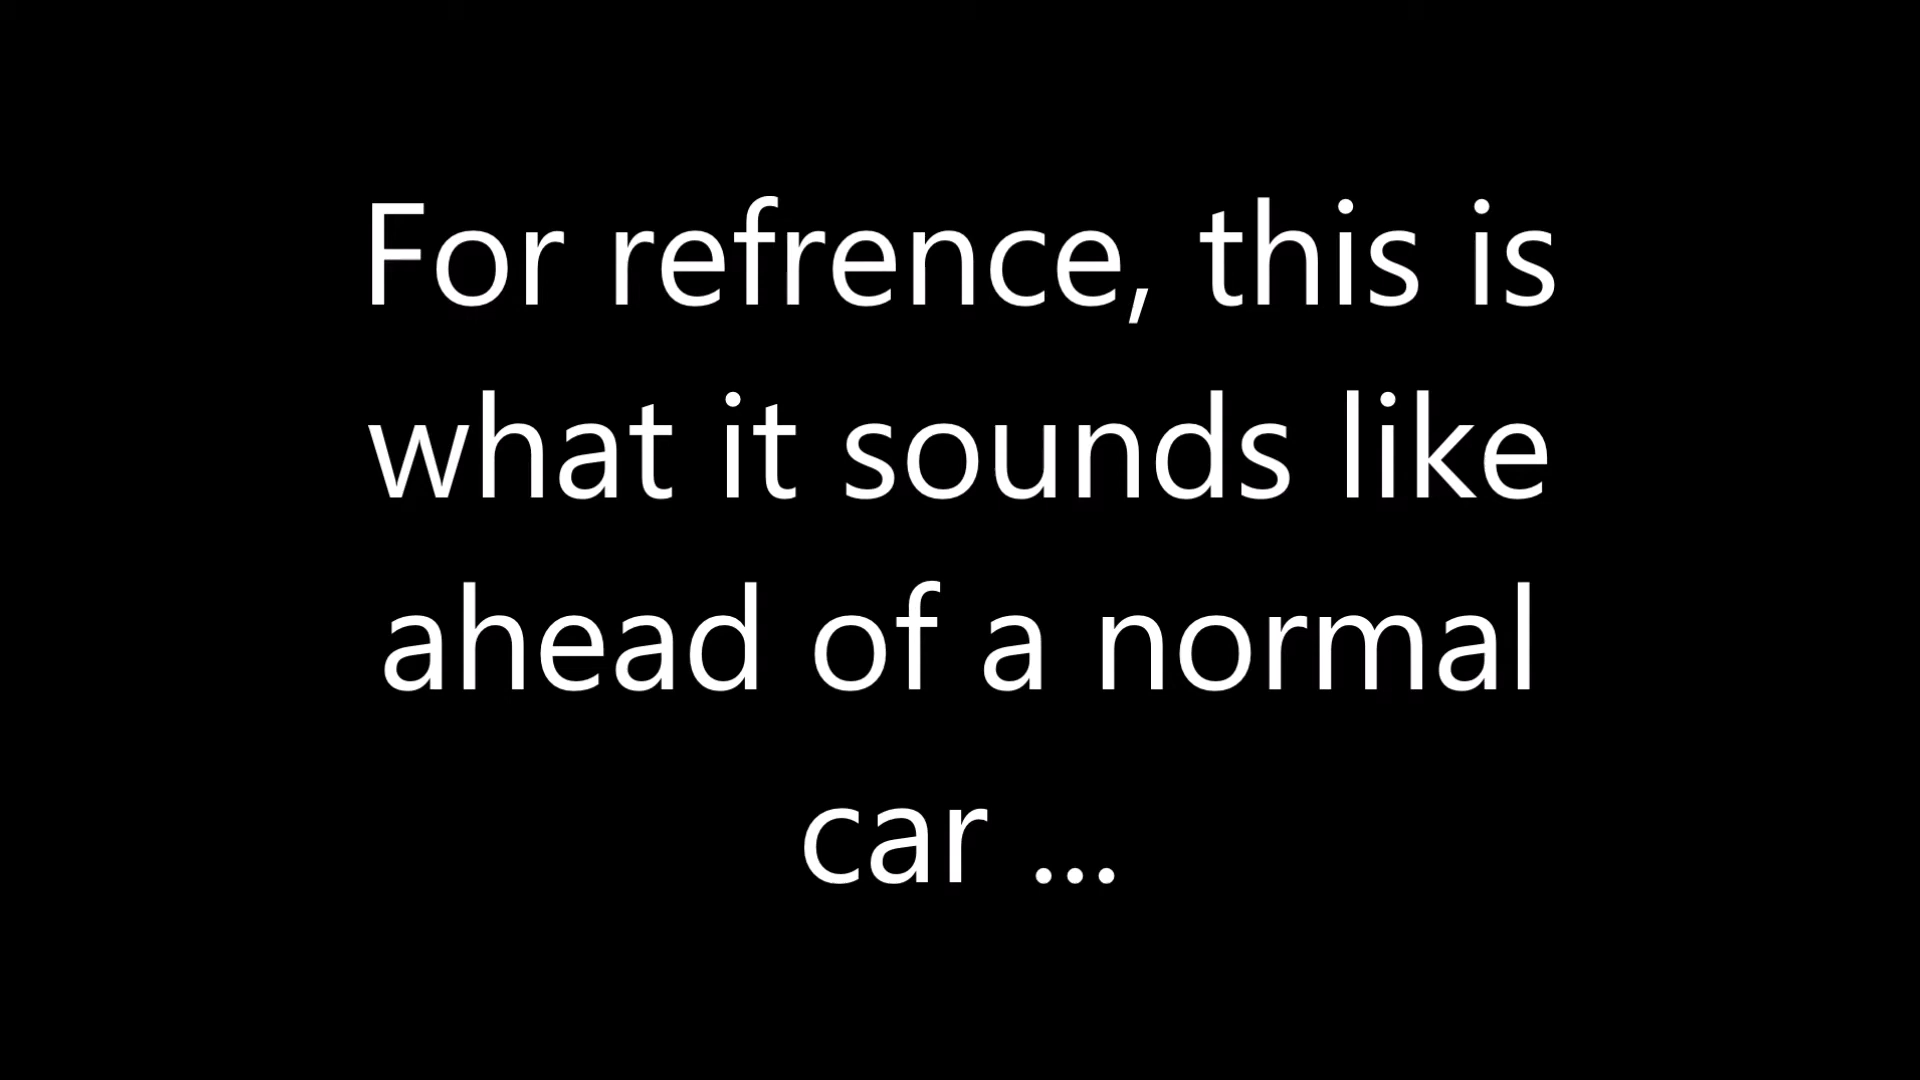 For refrence, this is
what it sounds like
ahead of a normal
car ...